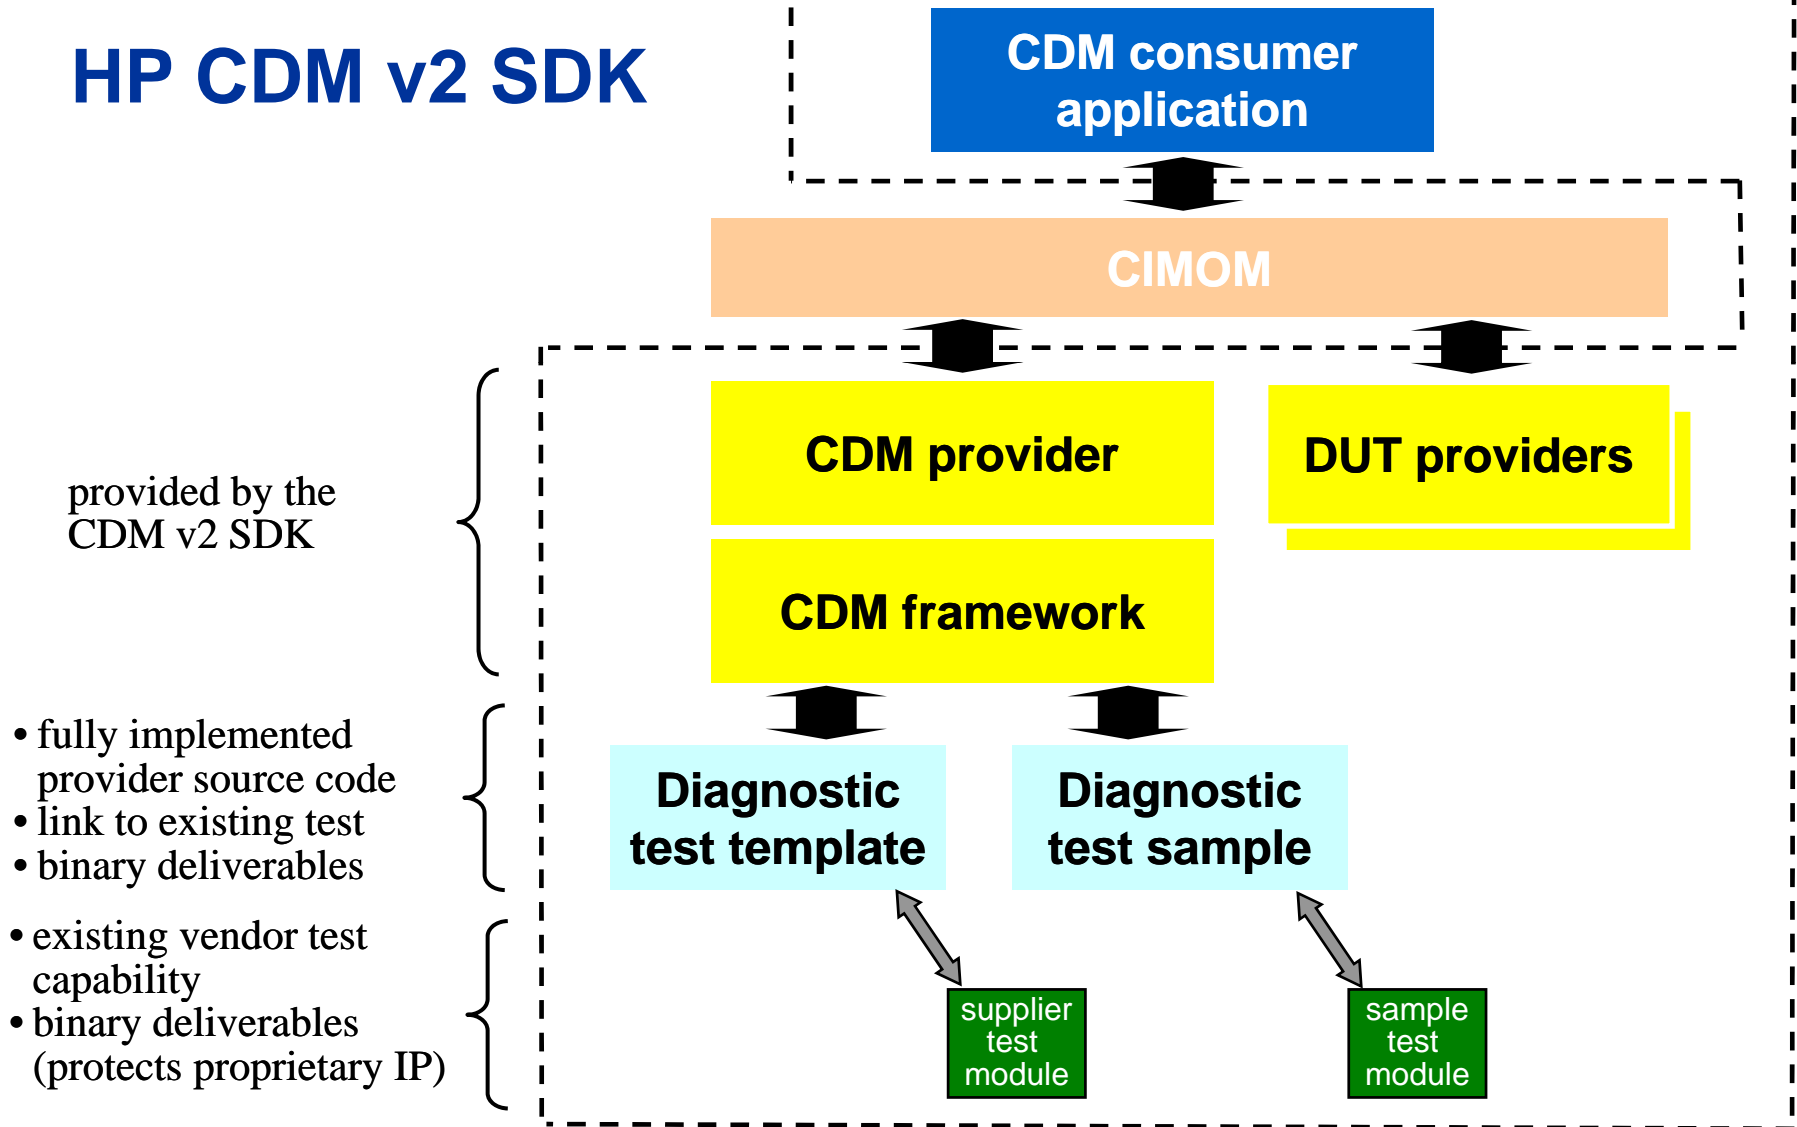 HP CDM v2 SDK
CDM consumer
application
CIMOM
CDM provider
DUT providers
provided by the
CDM v2 SDK
CDM framework
• fully implemented
provider source code
• link to existing test
• binary deliverables
Diagnostic
test template
Diagnostic
test sample
• existing vendor test
capability
• binary deliverables
(protects proprietary IP)
supplier
test
module
sample
test
module